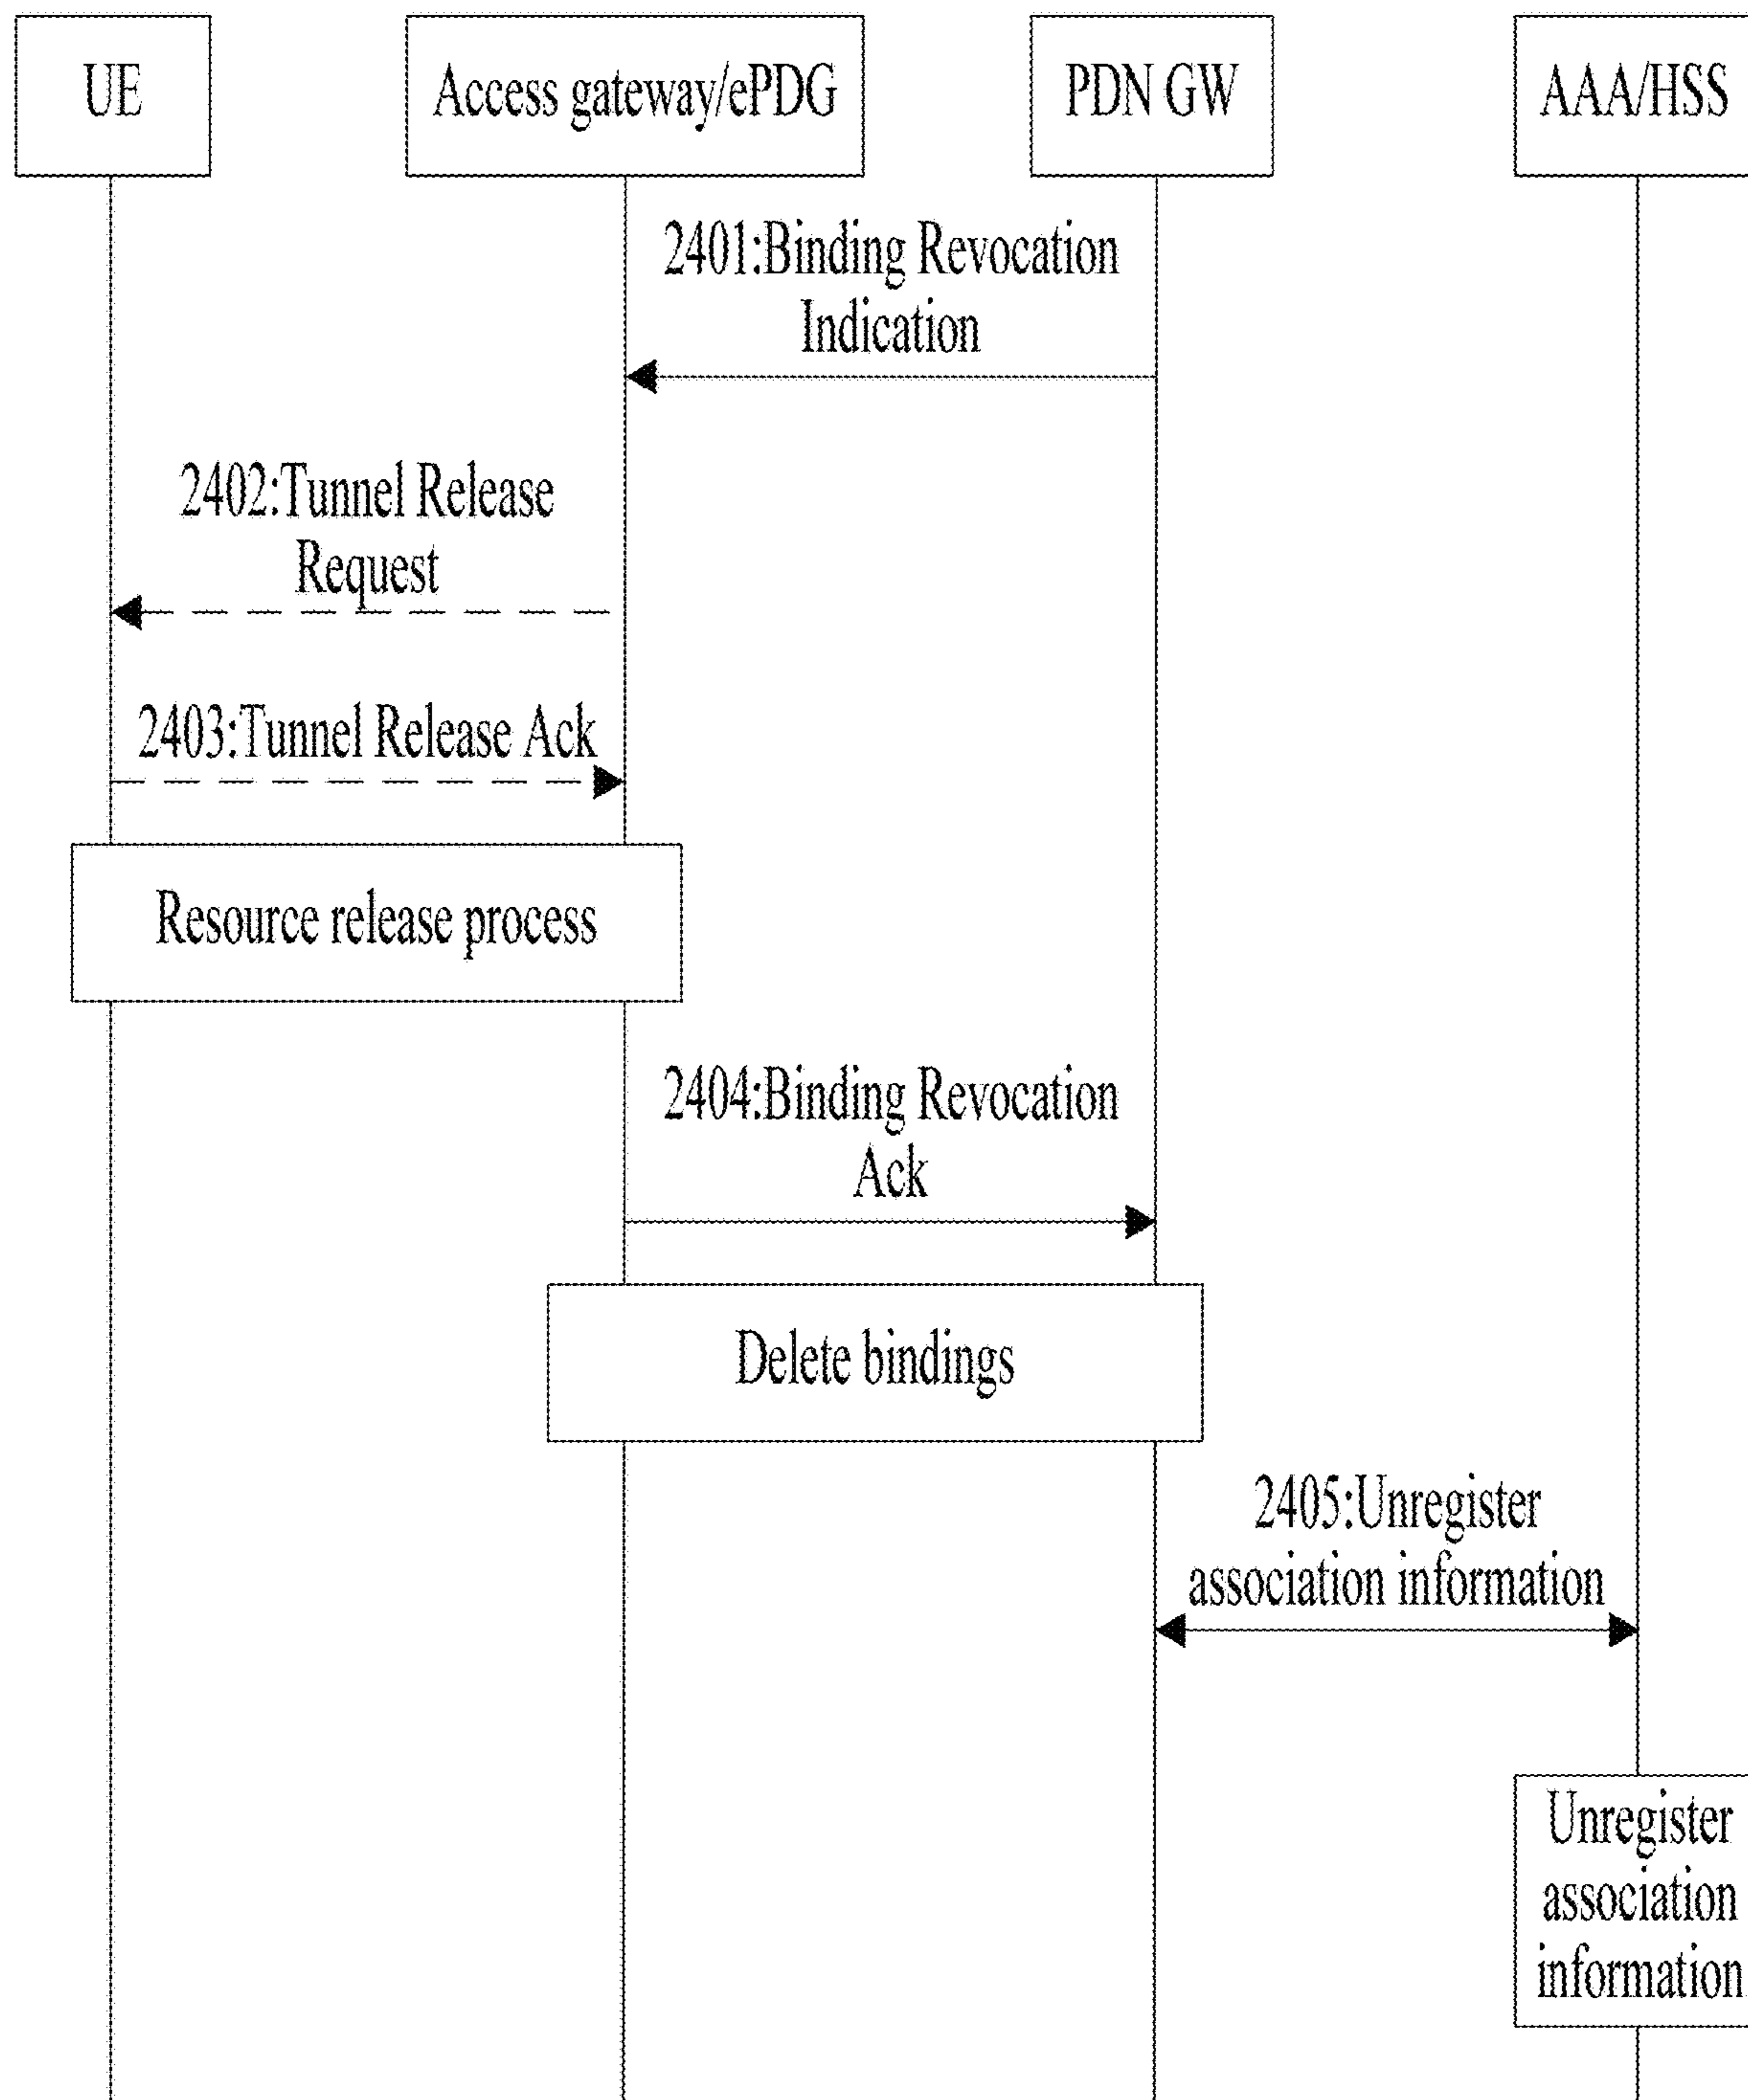 UE
Access gateway/ePDG
PDN GW
AAA/HSS
2401:Binding Revocation
Indication
2402:Tunnel Release
Request
2403:Tunnel Release Ack
Resource release process
2404:Binding Revocation
Ack
Delete bindings
2405:Unregister
association information
Unregister
association
information